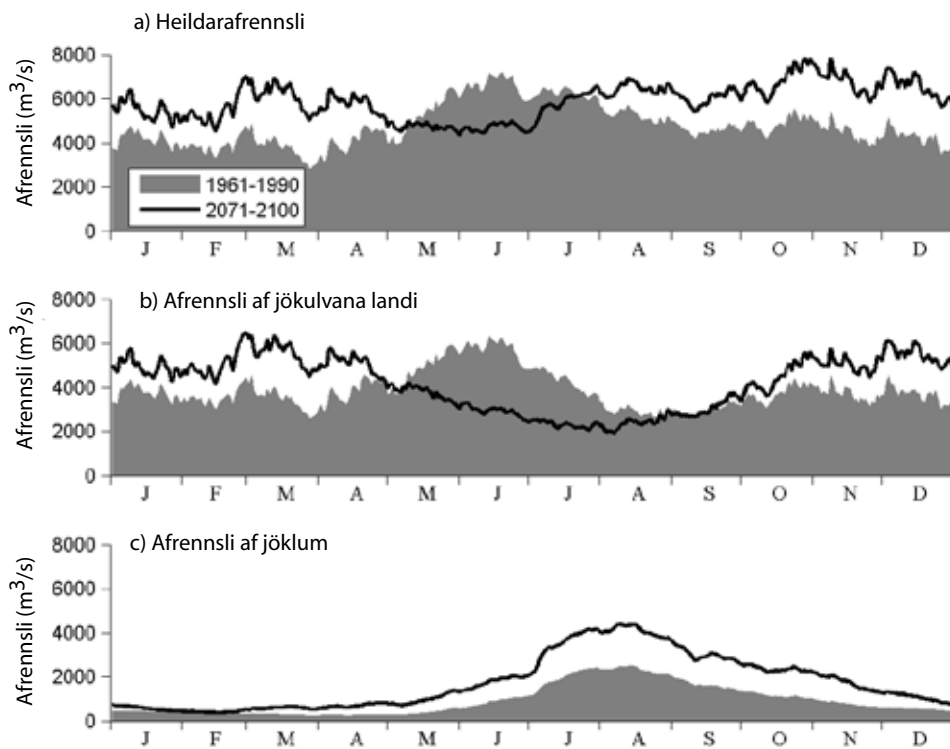 a) Heildarafrennsli
Afrennsli (m³/s)
8000
6000
4000
2000
0
1961-1990
2071-2100
J F M A M J J A S O N D
b) Afrennsli af jökulvana landi
Afrennsli (m³/s)
8000
6000
4000
2000
0
J F M A M J J A S O N D
c) Afrennsli af jöklum
Afrennsli (m³/s)
8000
6000
4000
2000
0
J F M A M J J A S O N D